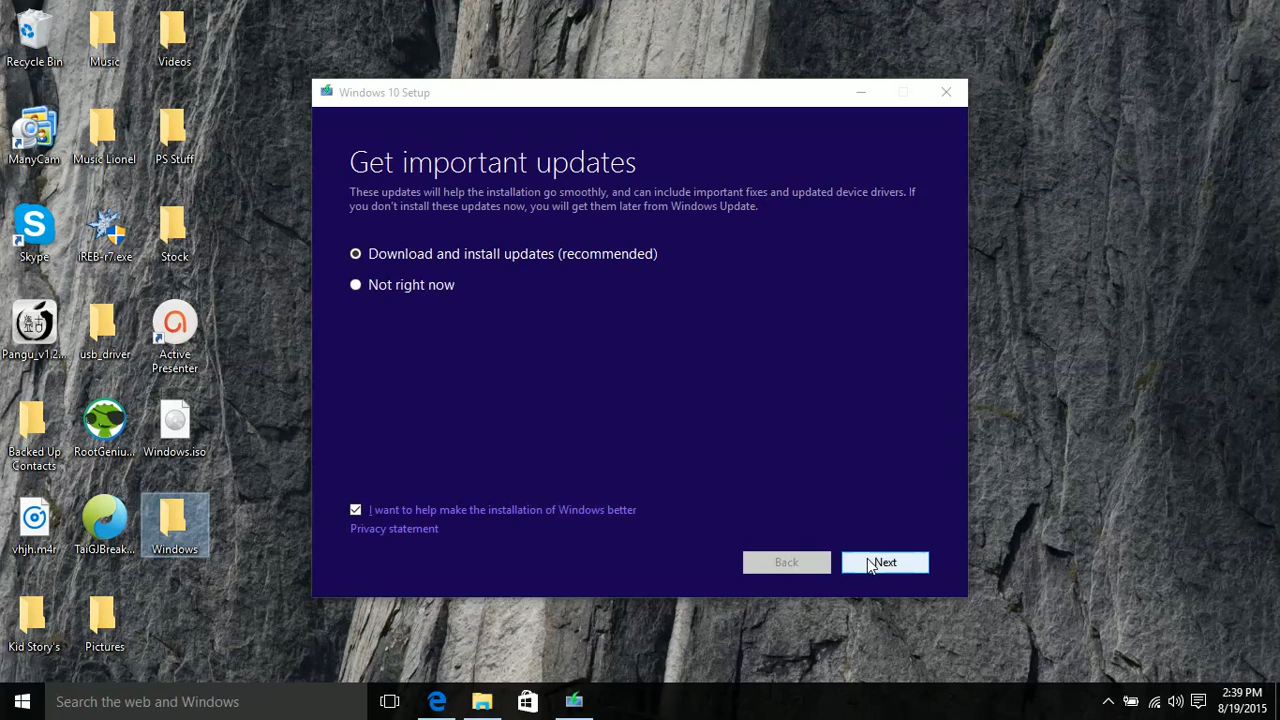 Recycle Bin
Music
Videos
ManyCam
Music Lionel
PS Stuff
Skype
iREB-r7.exe
Stock
Pangu_v1.2...
usb_driver
Active
Presenter
Backed Up
Contacts
RootGeniu...
Windows.iso
vhjh.m4r
TaiGJBreak...
Windows
Kid Story's
Pictures
Windows 10 Setup
Get important updates
These updates will help the installation go smoothly, and can include important fixes and updated device drivers. If
you don't install these updates now, you will get them later from Windows Update.
Download and install updates (recommended)
Not right now
I want to help make the installation of Windows better
Privacy statement
Back
Next
Search the web and Windows
2:39 PM
8/19/2015